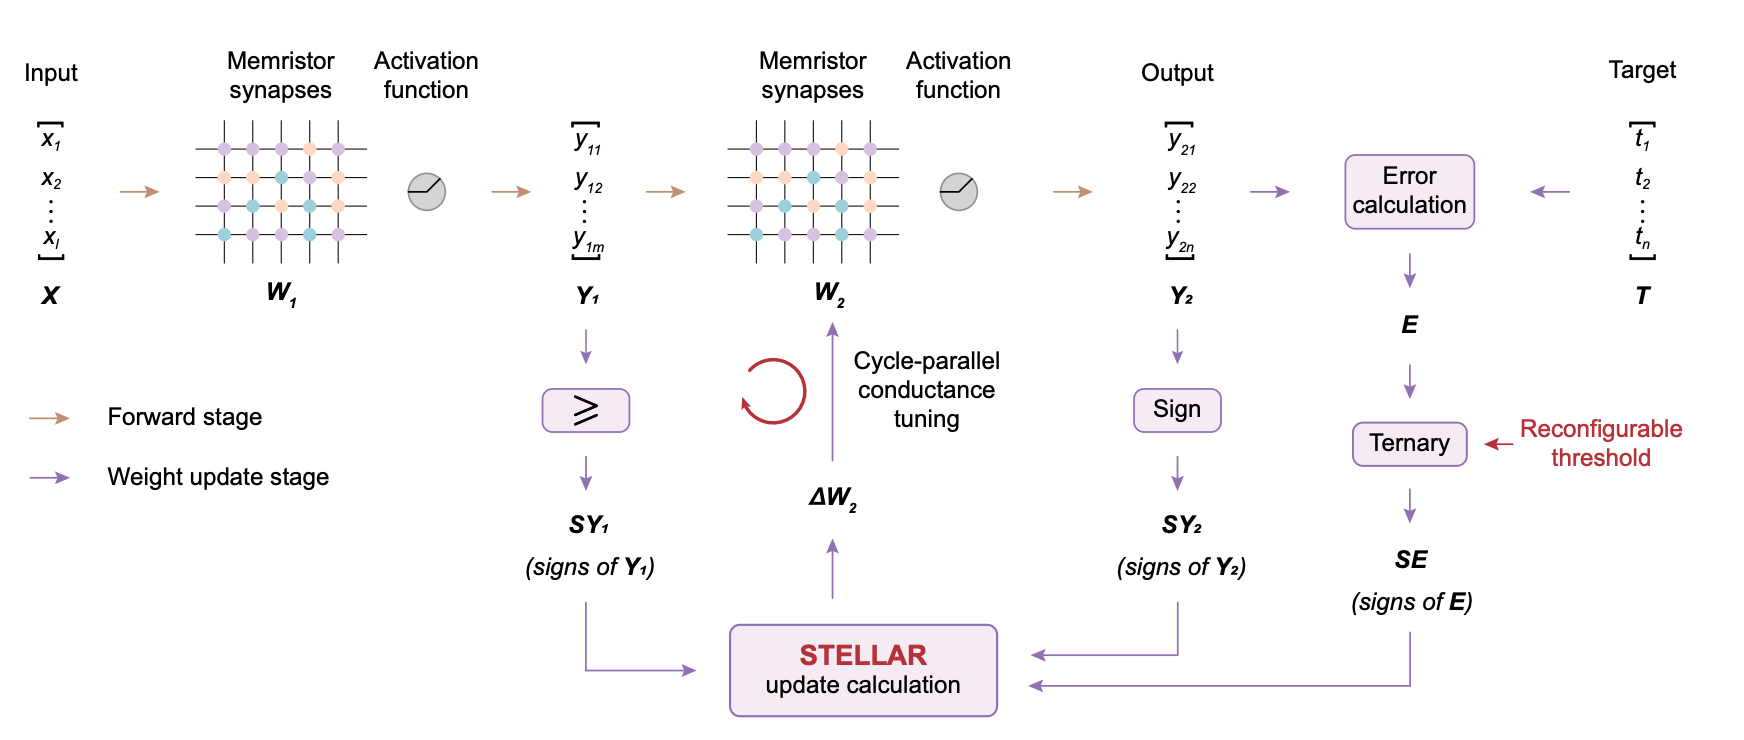 Input
Memristor
synapses
Activation
function
Memristor
synapses
Activation
function
Output
Target
x1
x2
xl
X
W1
y11
y12
y1m
Y1
W2
y21
y22
y2n
Y2
Error
calculation
t1
t2
tn
T
E
Cycle-parallel
conductance
tuning
Forward stage
Weight update stage
⩾
Sign
Ternary
Reconfigurable
threshold
ΔW2
SY1
(signs of Y1)
SY2
(signs of Y2)
SE
(signs of E)
STELLAR
update calculation